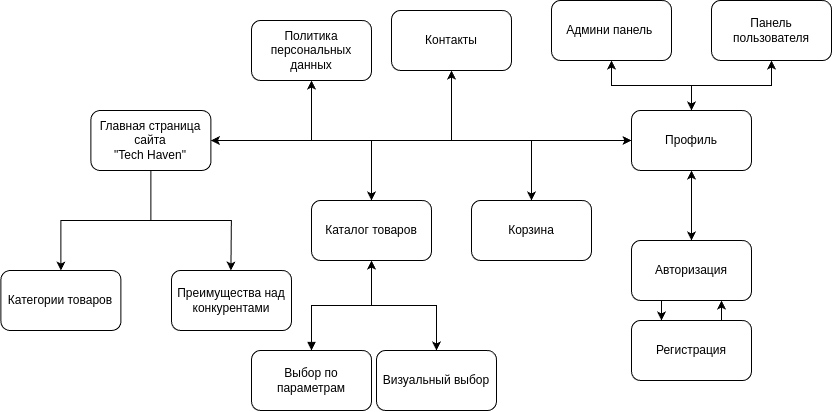 Политика
персональных
данных
Контакты
Админи панель
Панель
пользователя
Главная страница
сайта
"Tech Haven"
Профиль
Каталог товаров
Корзина
Авторизация
Категории товаров
Преимущества над
конкурентами
Регистрация
Выбор по
параметрам
Визуальный выбор